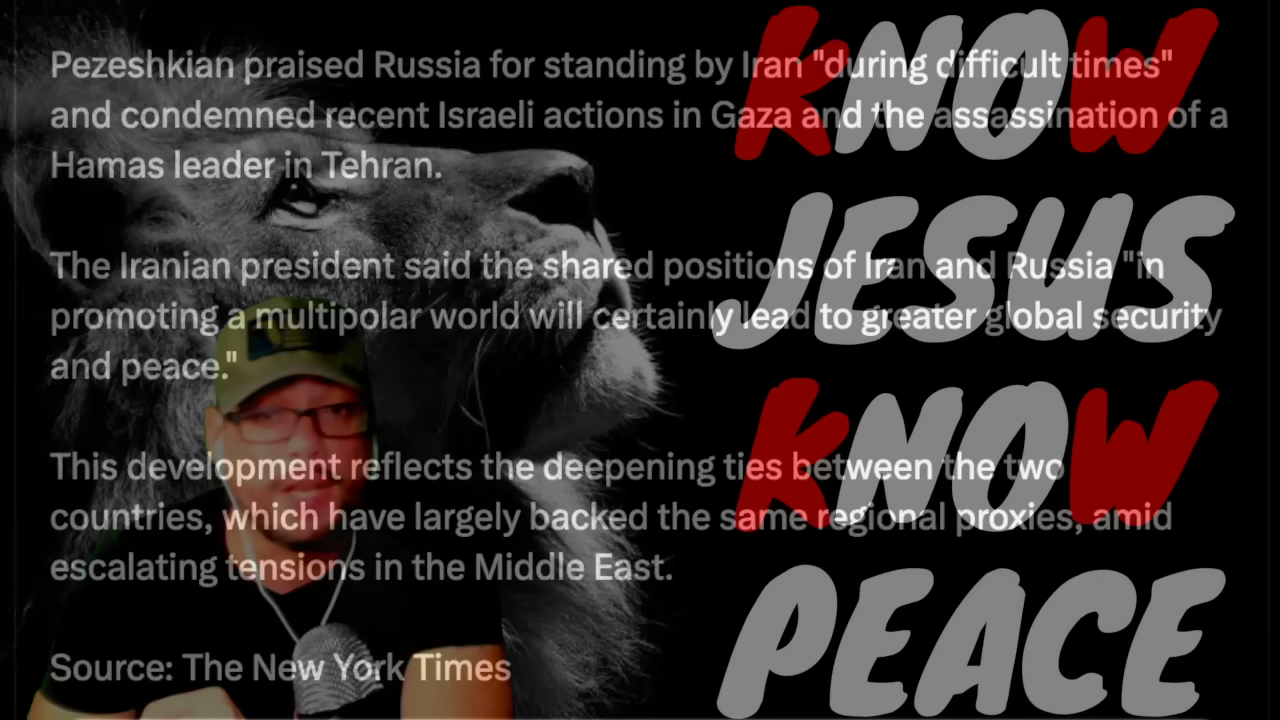 Pezeshkian praised Russia for standing by Iran "during difficult times"
and condemned recent Israeli actions in Gaza and the assassination of a
Hamas leader in Tehran.
The Iranian president said the shared positions of Iran and Russia "in
promoting a multipolar world will certainly lead to greater global security
and peace."
This development reflects the deepening ties between the two
countries, which have largely backed the same regional proxies, amid
escalating tensions in the Middle East.
Source: The New York Times
KNOW
JESUS
KNOW
PEACE